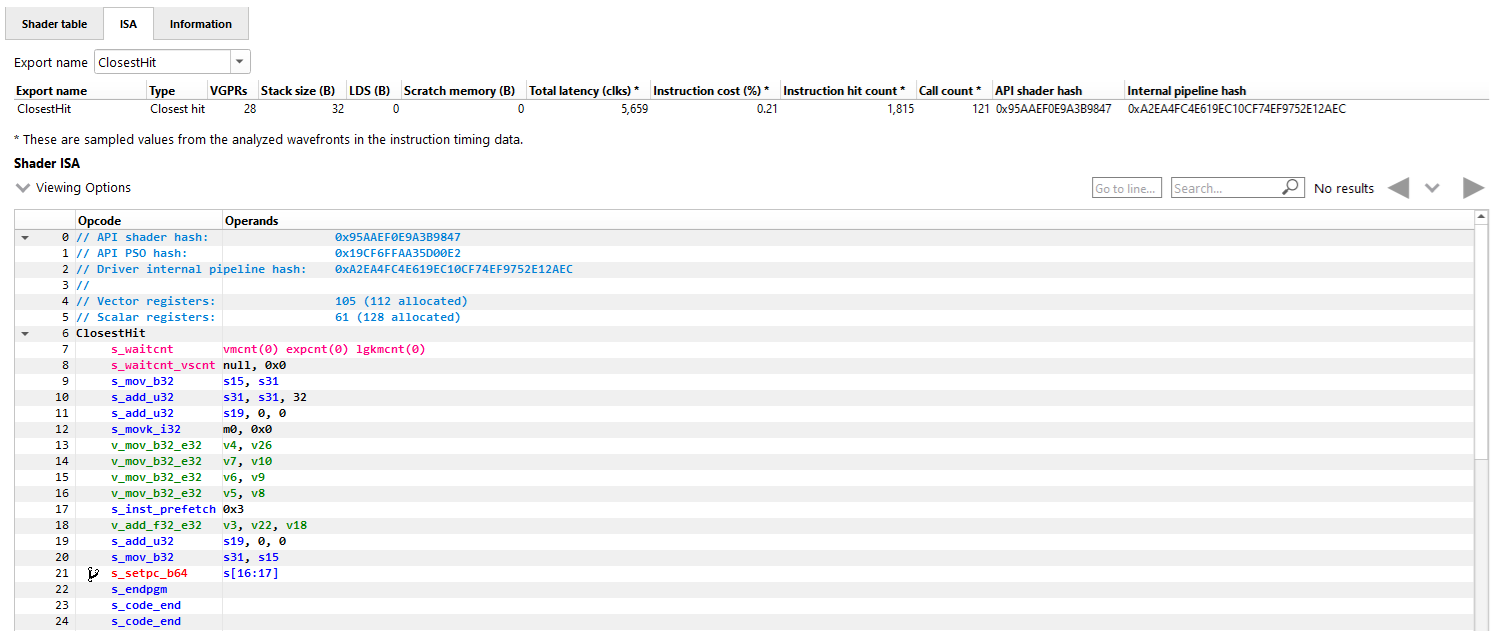 Shader table ISA Information
Export name ClosestHit
Export name Type VGPRs Stack size (B) LDS (B) Scratch memory (B) Total latency (clks) * Instruction cost (%) * Instruction hit count * Call count * API shader hash Internal pipeline hash
ClosestHit Closest hit 28 32 0 0 5,659 0.21 1,815 121 0x95AAEF0E9A3B9847 0xA2EA4FC4E619EC10CF74EF9752E12AEC
* These are sampled values from the analyzed wavefronts in the instruction timing data.
Shader ISA
Viewing Options Go to line... Search... No results
Opcode Operands
0 // API shader hash: 0x95AAEF0E9A3B9847
1 // API PSO hash: 0x19CF6FFAA35D00E2
2 // Driver internal pipeline hash: 0xA2EA4FC4E619EC10CF74EF9752E12AEC
3 //
4 // Vector registers: 105 (112 allocated)
5 // Scalar registers: 61 (128 allocated)
6 ClosestHit
7 s_waitcnt vmcnt(0) expcnt(0) lgkmcnt(0)
8 s_waitcnt_vscnt null, 0x0
9 s_mov_b32 s15, s31
10 s_add_u32 s31, s31, 32
11 s_add_u32 s19, 0, 0
12 s_movk_i32 m0, 0x0
13 v_mov_b32_e32 v4, v26
14 v_mov_b32_e32 v7, v10
15 v_mov_b32_e32 v6, v9
16 v_mov_b32_e32 v5, v8
17 s_inst_prefetch 0x3
18 v_add_f32_e32 v3, v22, v18
19 s_add_u32 s19, 0, 0
20 s_mov_b32 s31, s15
21 s_setpc_b64 s[16:17]
22 s_endpgm
23 s_code_end
24 s_code_end